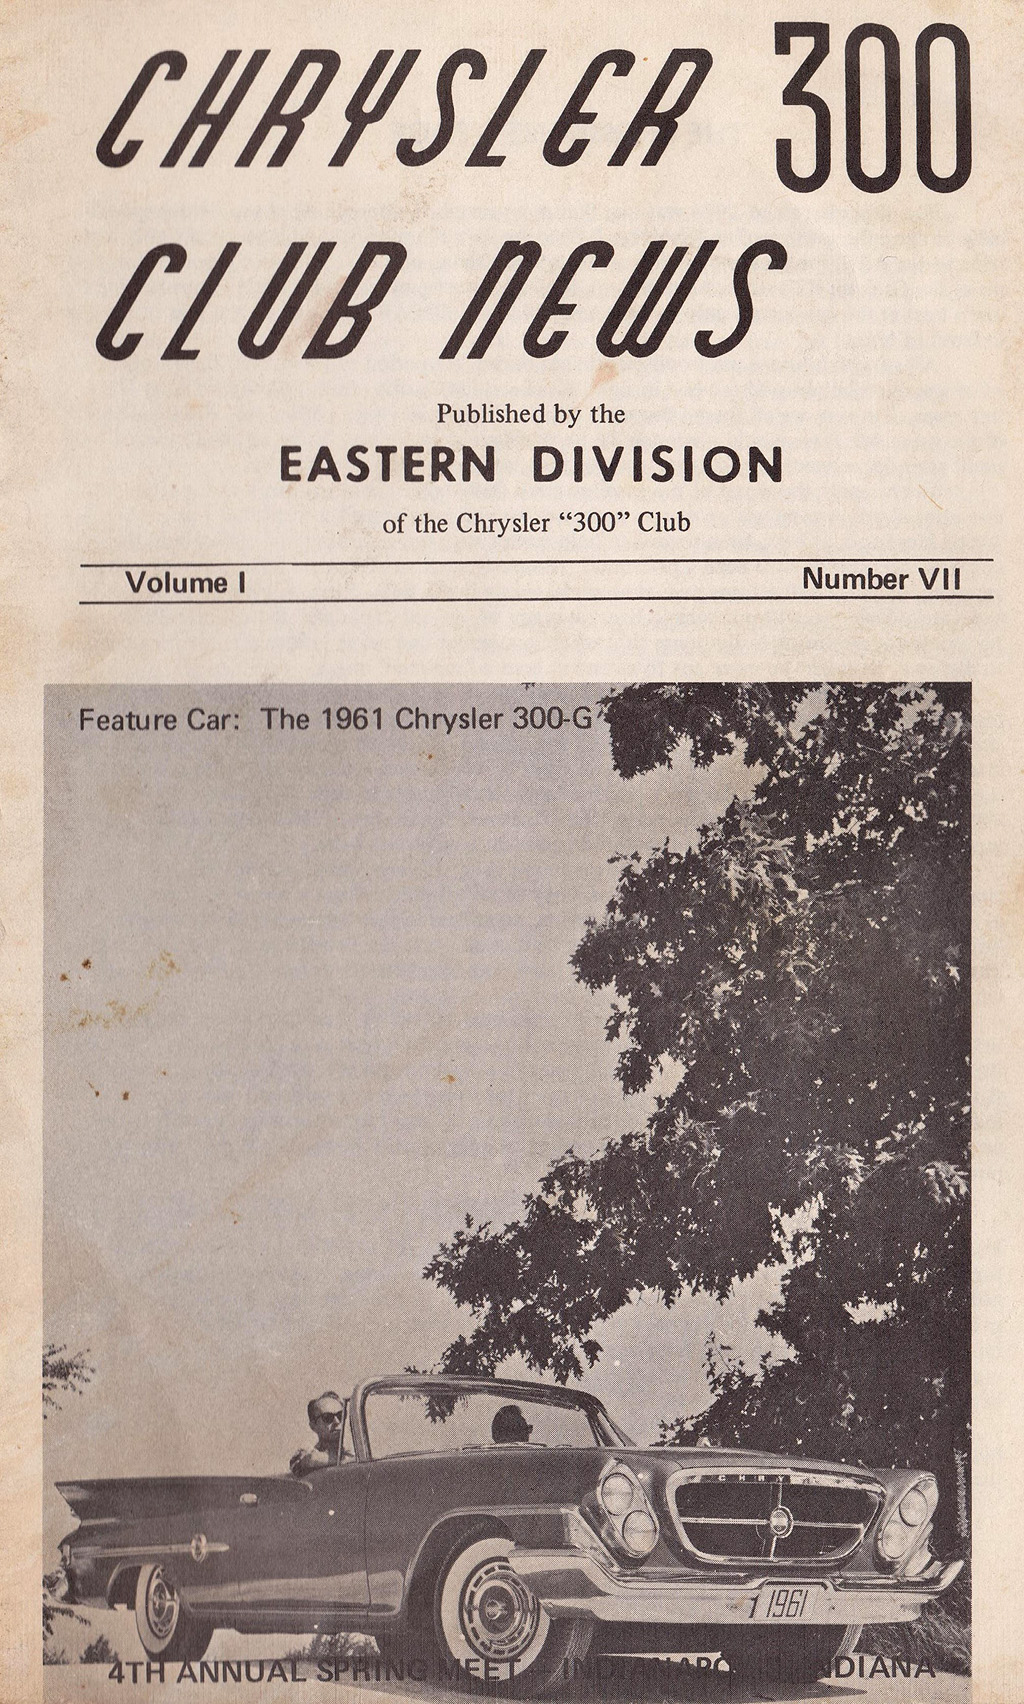 CHRYSLER 300
CLUB NEWS
Published by the
EASTERN DIVISION
of the Chrysler “300” Club
Volume I Number VII
Feature Car: The 1961 Chrysler 300-G
CHRY
1961
4TH ANNUAL SPRING MEET - INDIANAPOLIS, INDIANA